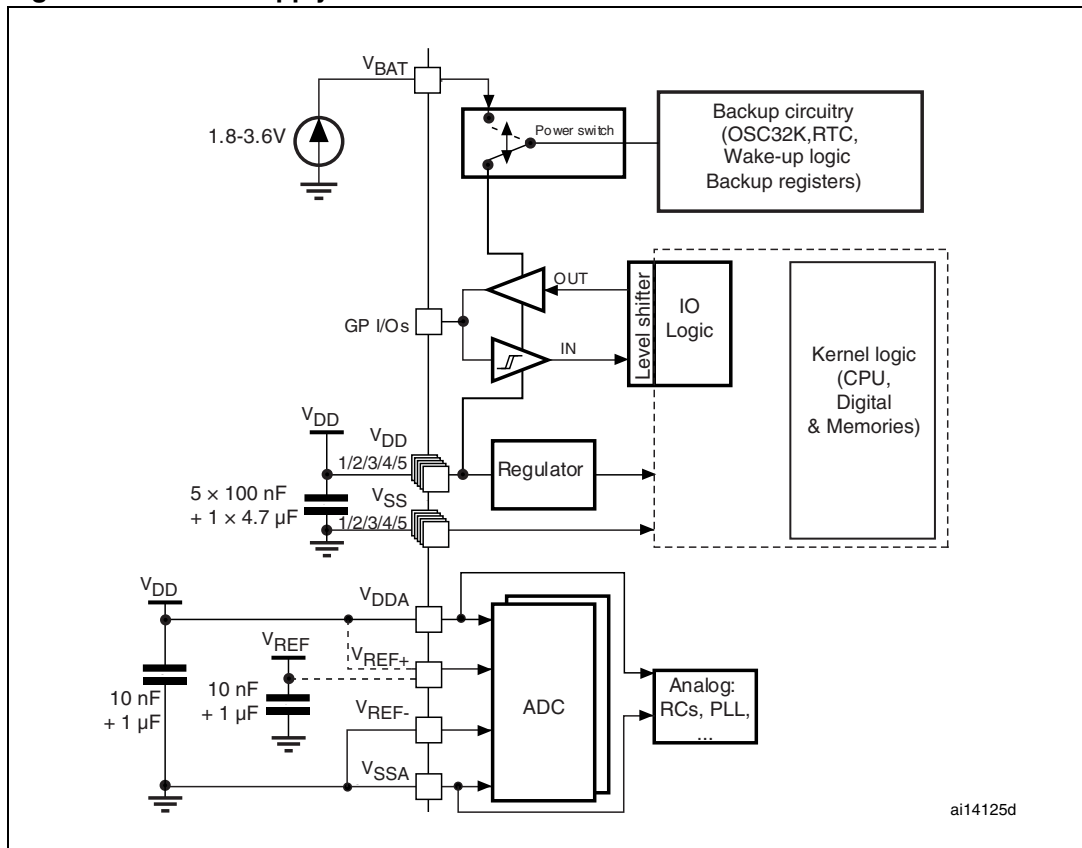 VBAT
1.8-3.6V
Power switch
Backup circuitry
(OSC32K,RTC,
Wake-up logic
Backup registers)
OUT
GP I/Os
IN
Level shifter
IO
Logic
Kernel logic
(CPU,
Digital
& Memories)
VDD
VDD
1/2/3/4/5
Regulator
5 × 100 nF
+ 1 × 4.7 µF
VSS
1/2/3/4/5
VDD
VDDA
VREF
VREF+
10 nF
+ 1 µF
10 nF
+ 1 µF
VREF-
VSSA
ADC
Analog:
RCs, PLL,
...
ai14125d